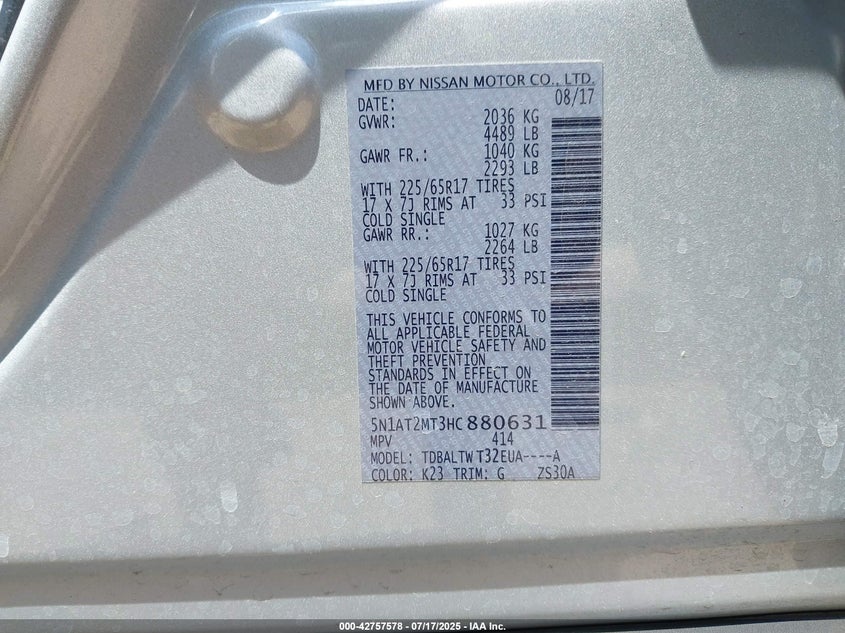 MFD BY NISSAN MOTOR CO., LTD.
DATE: 08/17
GVWR: 2036 KG
4489 LB
GAWR FR.: 1040 KG
2293 LB
WITH 225/65R17 TIRES
17 X 7J RIMS AT 33 PSI
COLD SINGLE
GAWR RR.: 1027 KG
2264 LB
WITH 225/65R17 TIRES
17 X 7J RIMS AT 33 PSI
COLD SINGLE
THIS VEHICLE CONFORMS TO
ALL APPLICABLE FEDERAL
MOTOR VEHICLE SAFETY AND
THEFT PREVENTION
STANDARDS IN EFFECT ON
THE DATE OF MANUFACTURE
SHOWN ABOVE.
5N1AT2MT3HC880631
MPV 414
MODEL: TDBALTW T32EUA----A
COLOR: K23 TRIM: G ZS30A
000-42757578 - 07/17/2025 - IAA Inc.